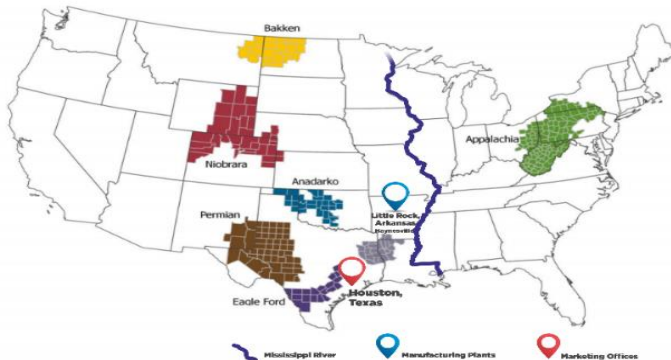 Bakken
Appalachia
Niobrara
Anadarko
Little Rock,
Arkansas
Haynesville
Permian
Houston,
Texas
Eagle Ford
Mississippi River
Manufacturing Plants
Marketing Offices